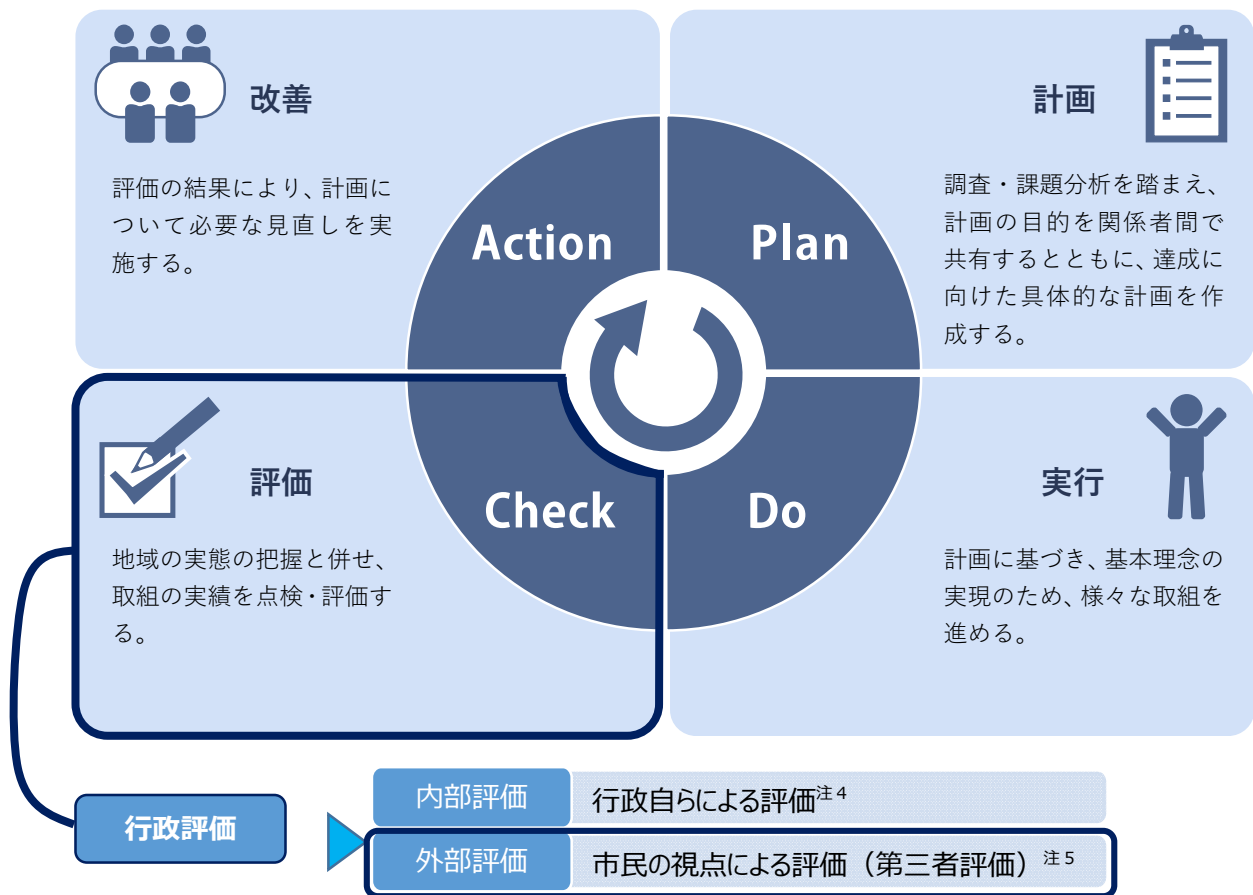 改善
評価の結果により、計画に
ついて必要な見直しを実
施する。
Action
Plan
計画
調査・課題分析を踏まえ、
計画の目的を関係者間で
共有するとともに、達成に
向けた具体的な計画を作
成する。
評価
地域の実態の把握と併せ、
取組の実績を点検・評価す
る。
Check
Do
実行
計画に基づき、基本理念の
実現のため、様々な取組を
進める。
行政評価
内部評価 行政自らによる評価注4
外部評価 市民の視点による評価（第三者評価）注5